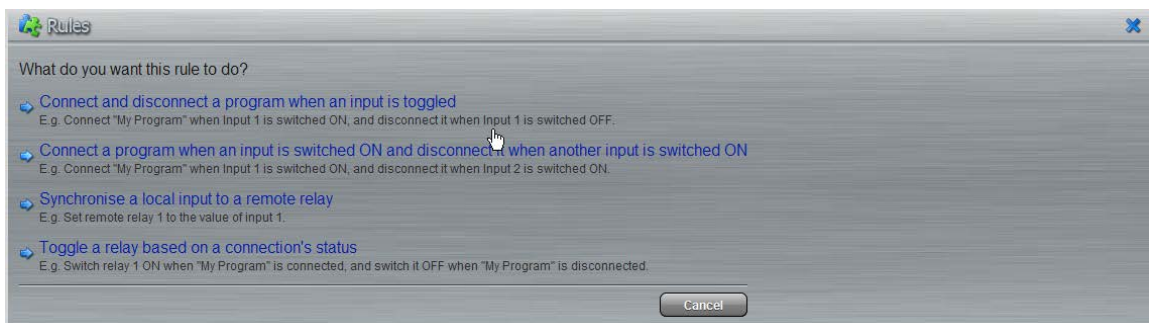 Rules
What do you want this rule to do?
Connect and disconnect a program when an input is toggled
E.g. Connect "My Program" when Input 1 is switched ON, and disconnect it when Input 1 is switched OFF.
Connect a program when an input is switched ON and disconnect it when another input is switched ON
E.g. Connect "My Program" when Input 1 is switched ON, and disconnect it when Input 2 is switched ON.
Synchronise a local input to a remote relay
E.g. Set remote relay 1 to the value of input 1.
Toggle a relay based on a connection's status
E.g. Switch relay 1 ON when "My Program" is connected, and switch it OFF when "My Program" is disconnected.
Cancel